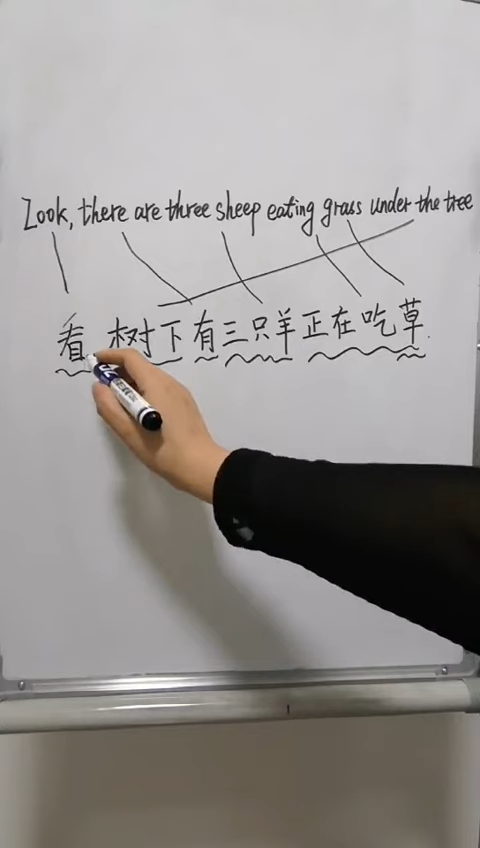 Look, there are three sheep eating grass under the tree
看 树下有三只羊正在吃草.